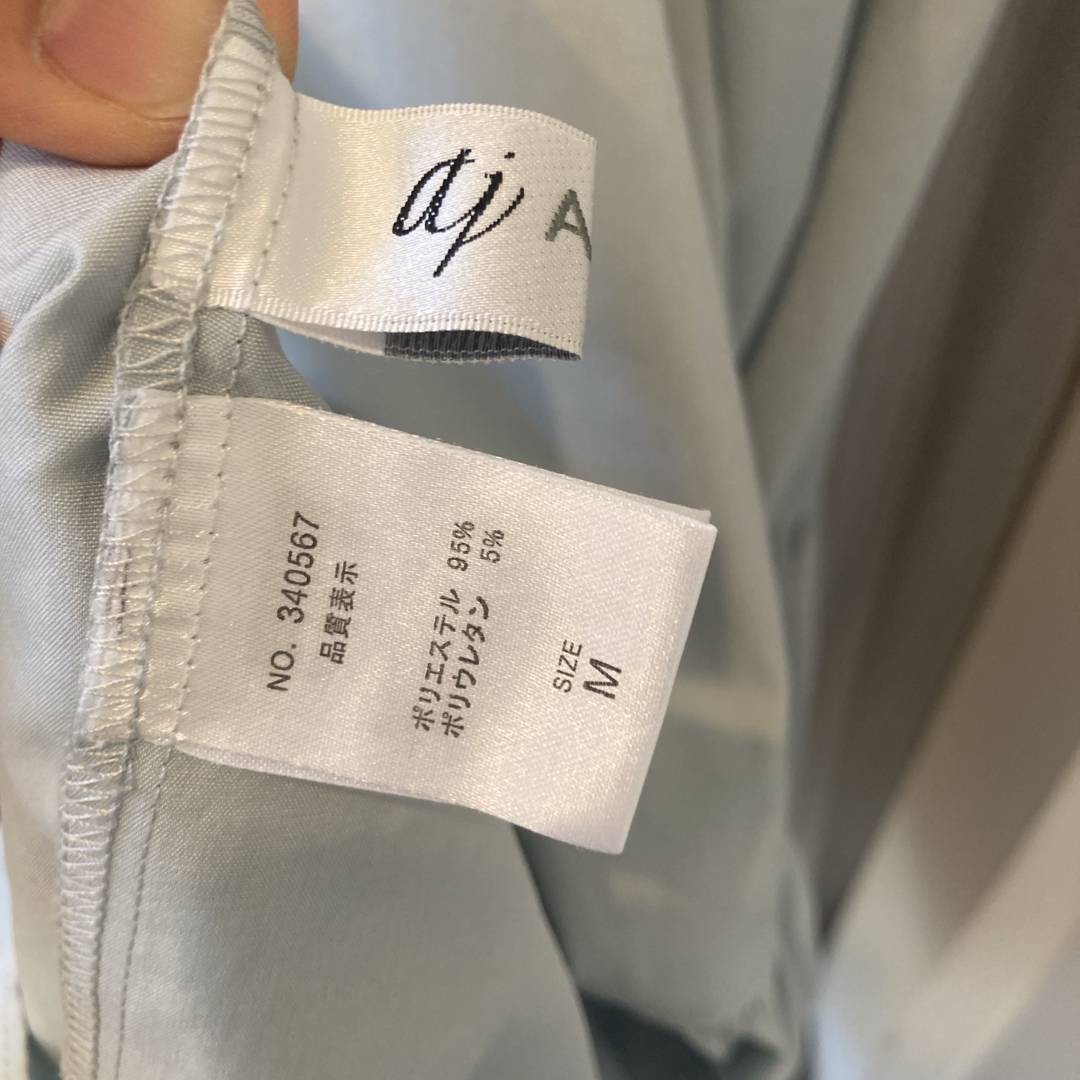 aj A
NO. 340567
品質表示
ポリエステル 95%
ポリウレタン 5%
SIZE
M